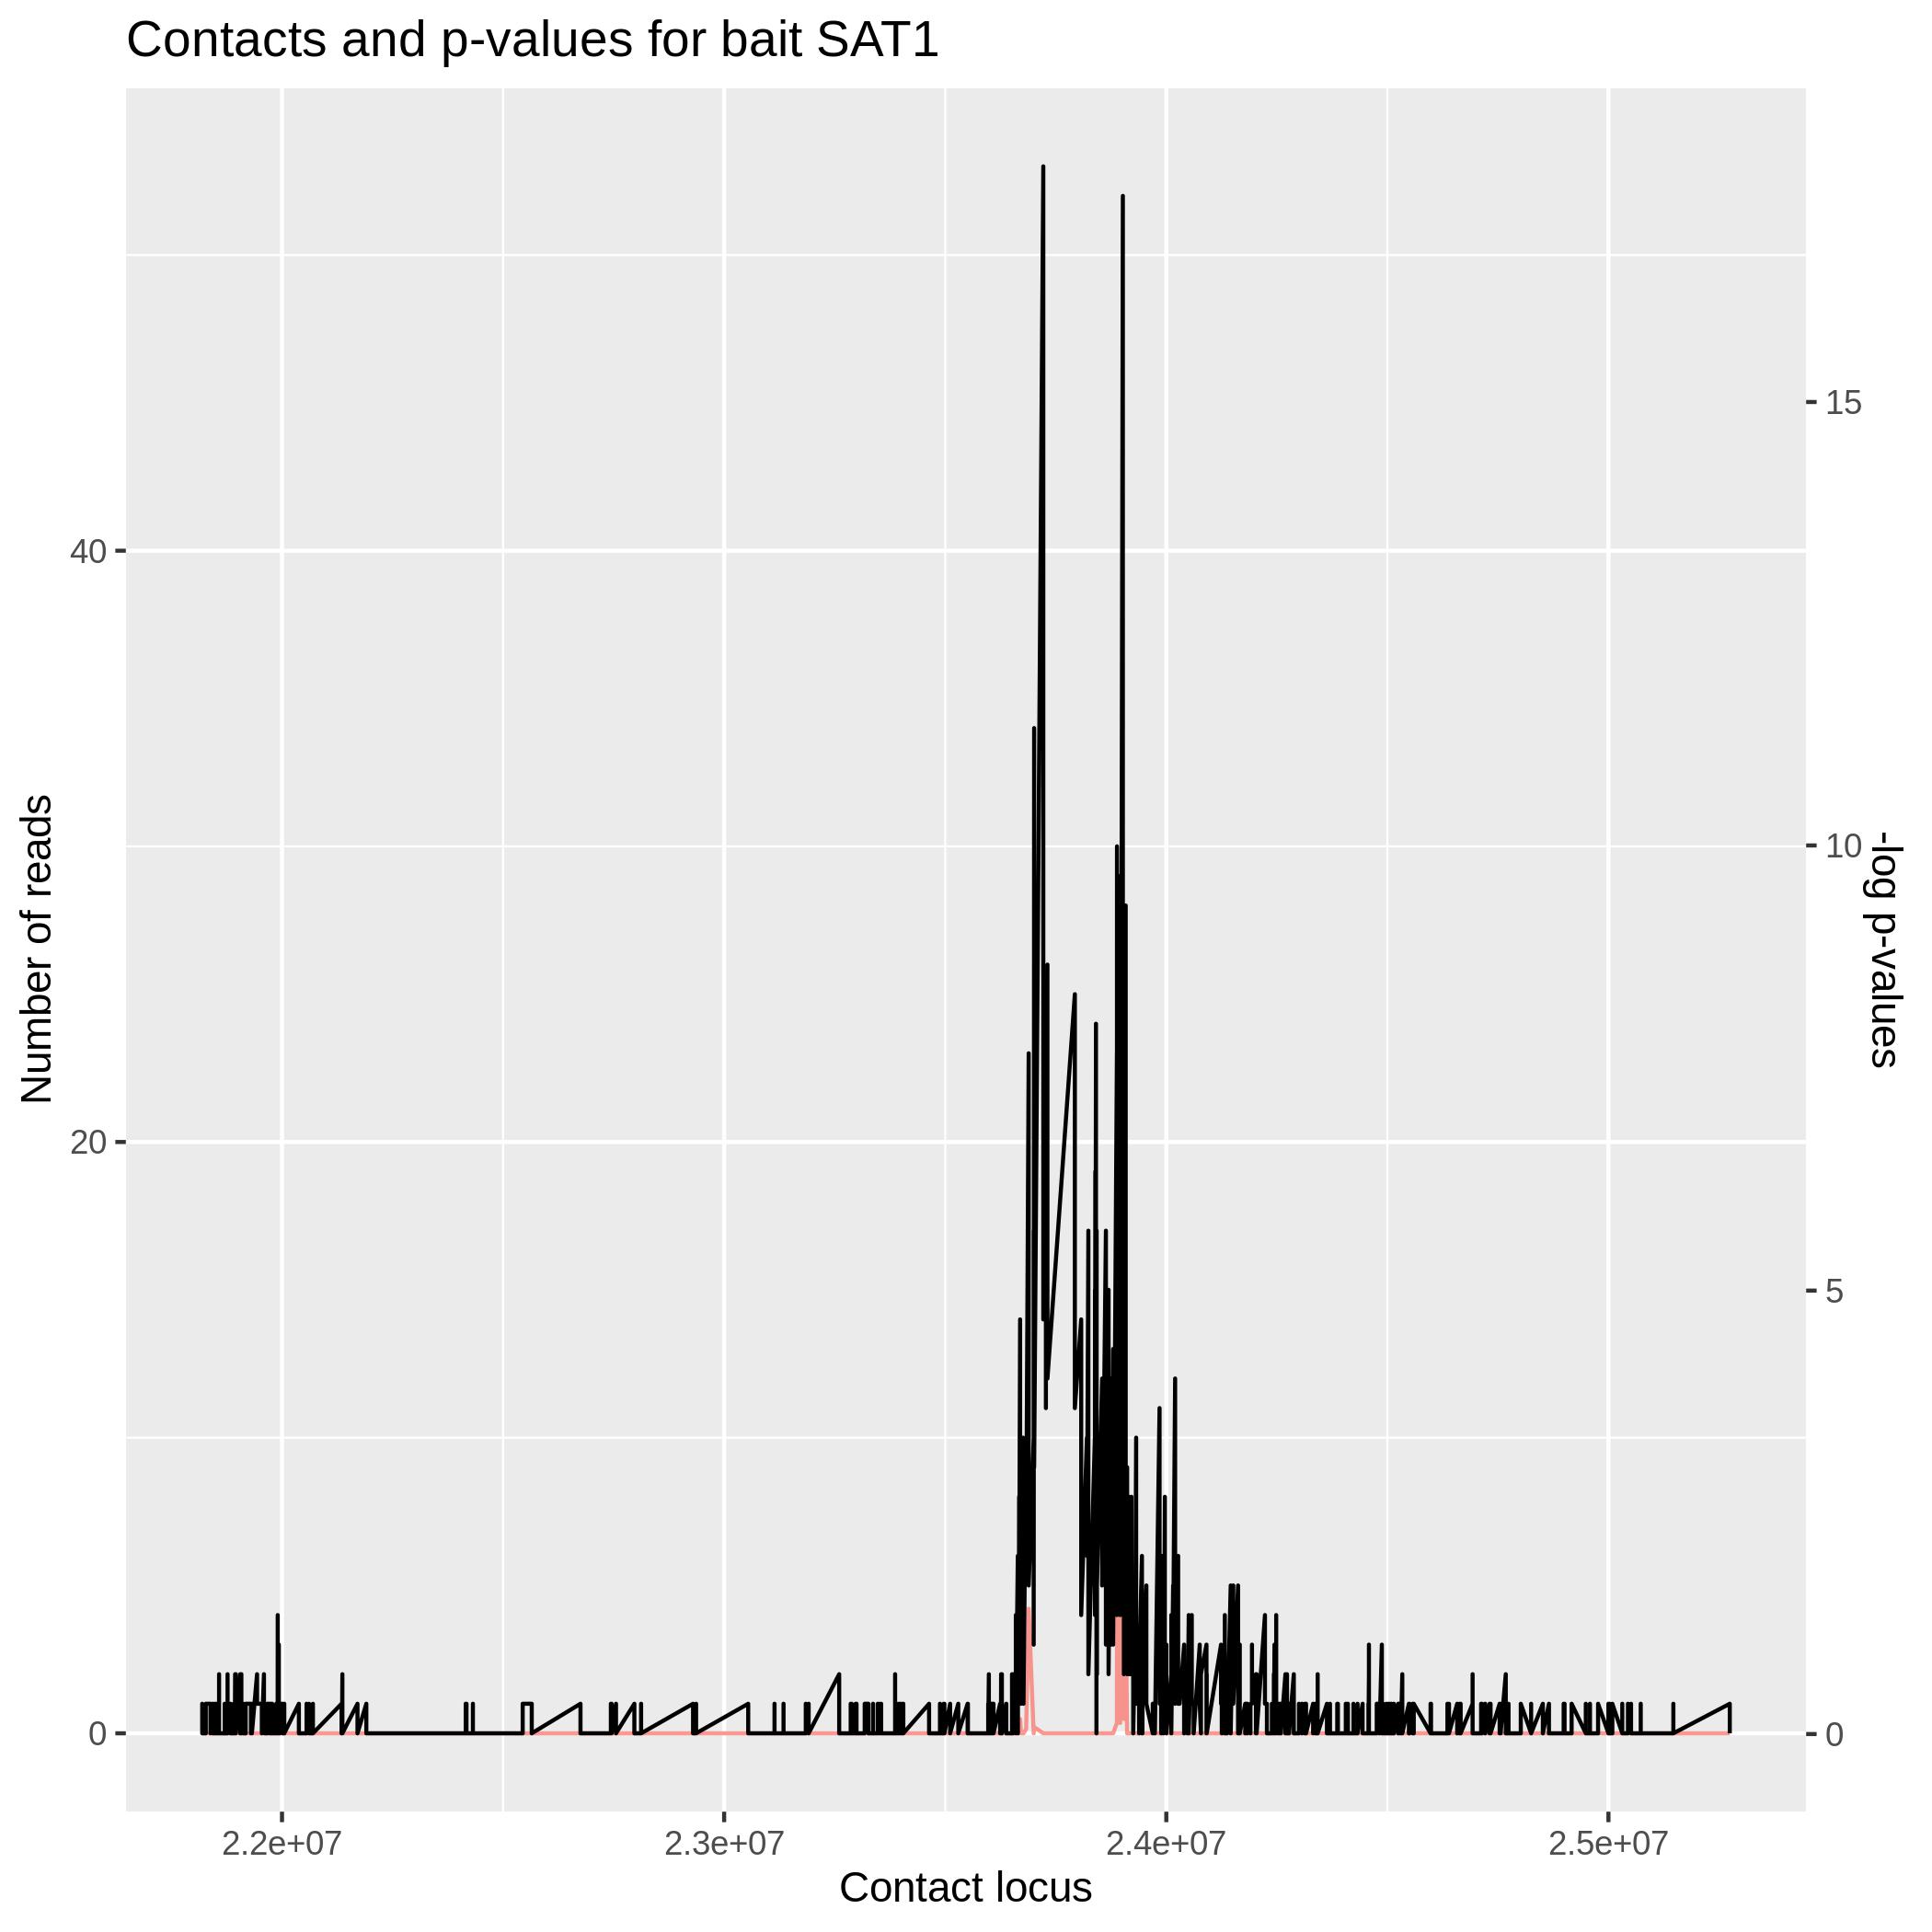 Contacts and p-values for bait SAT1
Number of reads
40
20
0
15
10
5
0
-log p-values
2.2e+07 2.3e+07 2.4e+07 2.5e+07
Contact locus